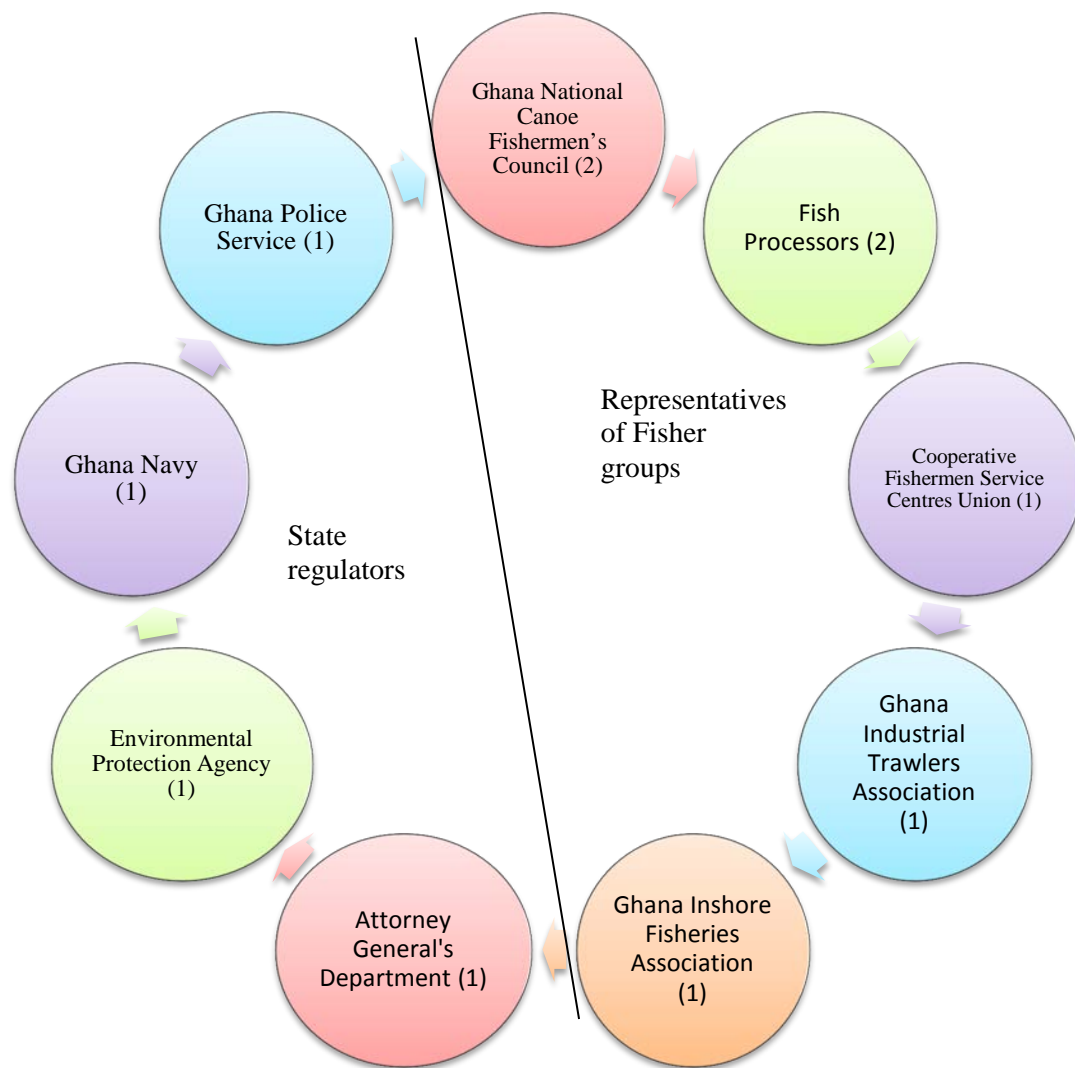 Ghana National
Canoe
Fishermen’s
Council (2)
Fish
Processors (2)
Cooperative
Fishermen Service
Centres Union (1)
Ghana
Industrial
Trawlers
Association
(1)
Ghana Inshore
Fisheries
Association
(1)
Attorney
General's
Department (1)
Environmental
Protection Agency
(1)
Ghana Navy
(1)
Ghana Police
Service (1)
Representatives
of Fisher
groups
State
regulators